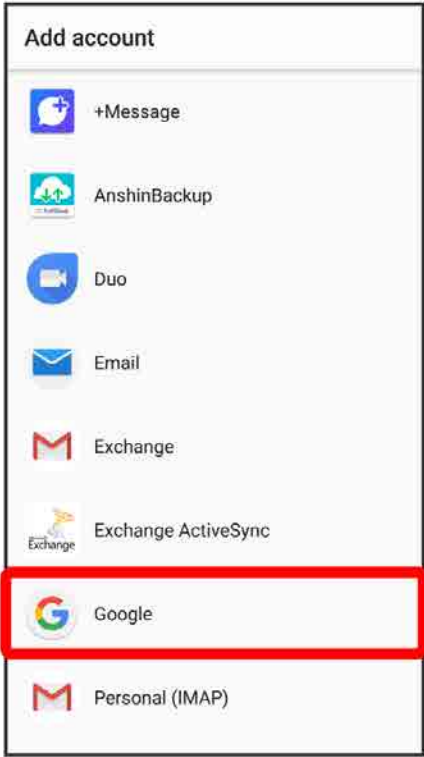 Add account
+Message
AnshinBackup
Duo
Email
Exchange
Exchange
Exchange ActiveSync
Google
Personal (IMAP)